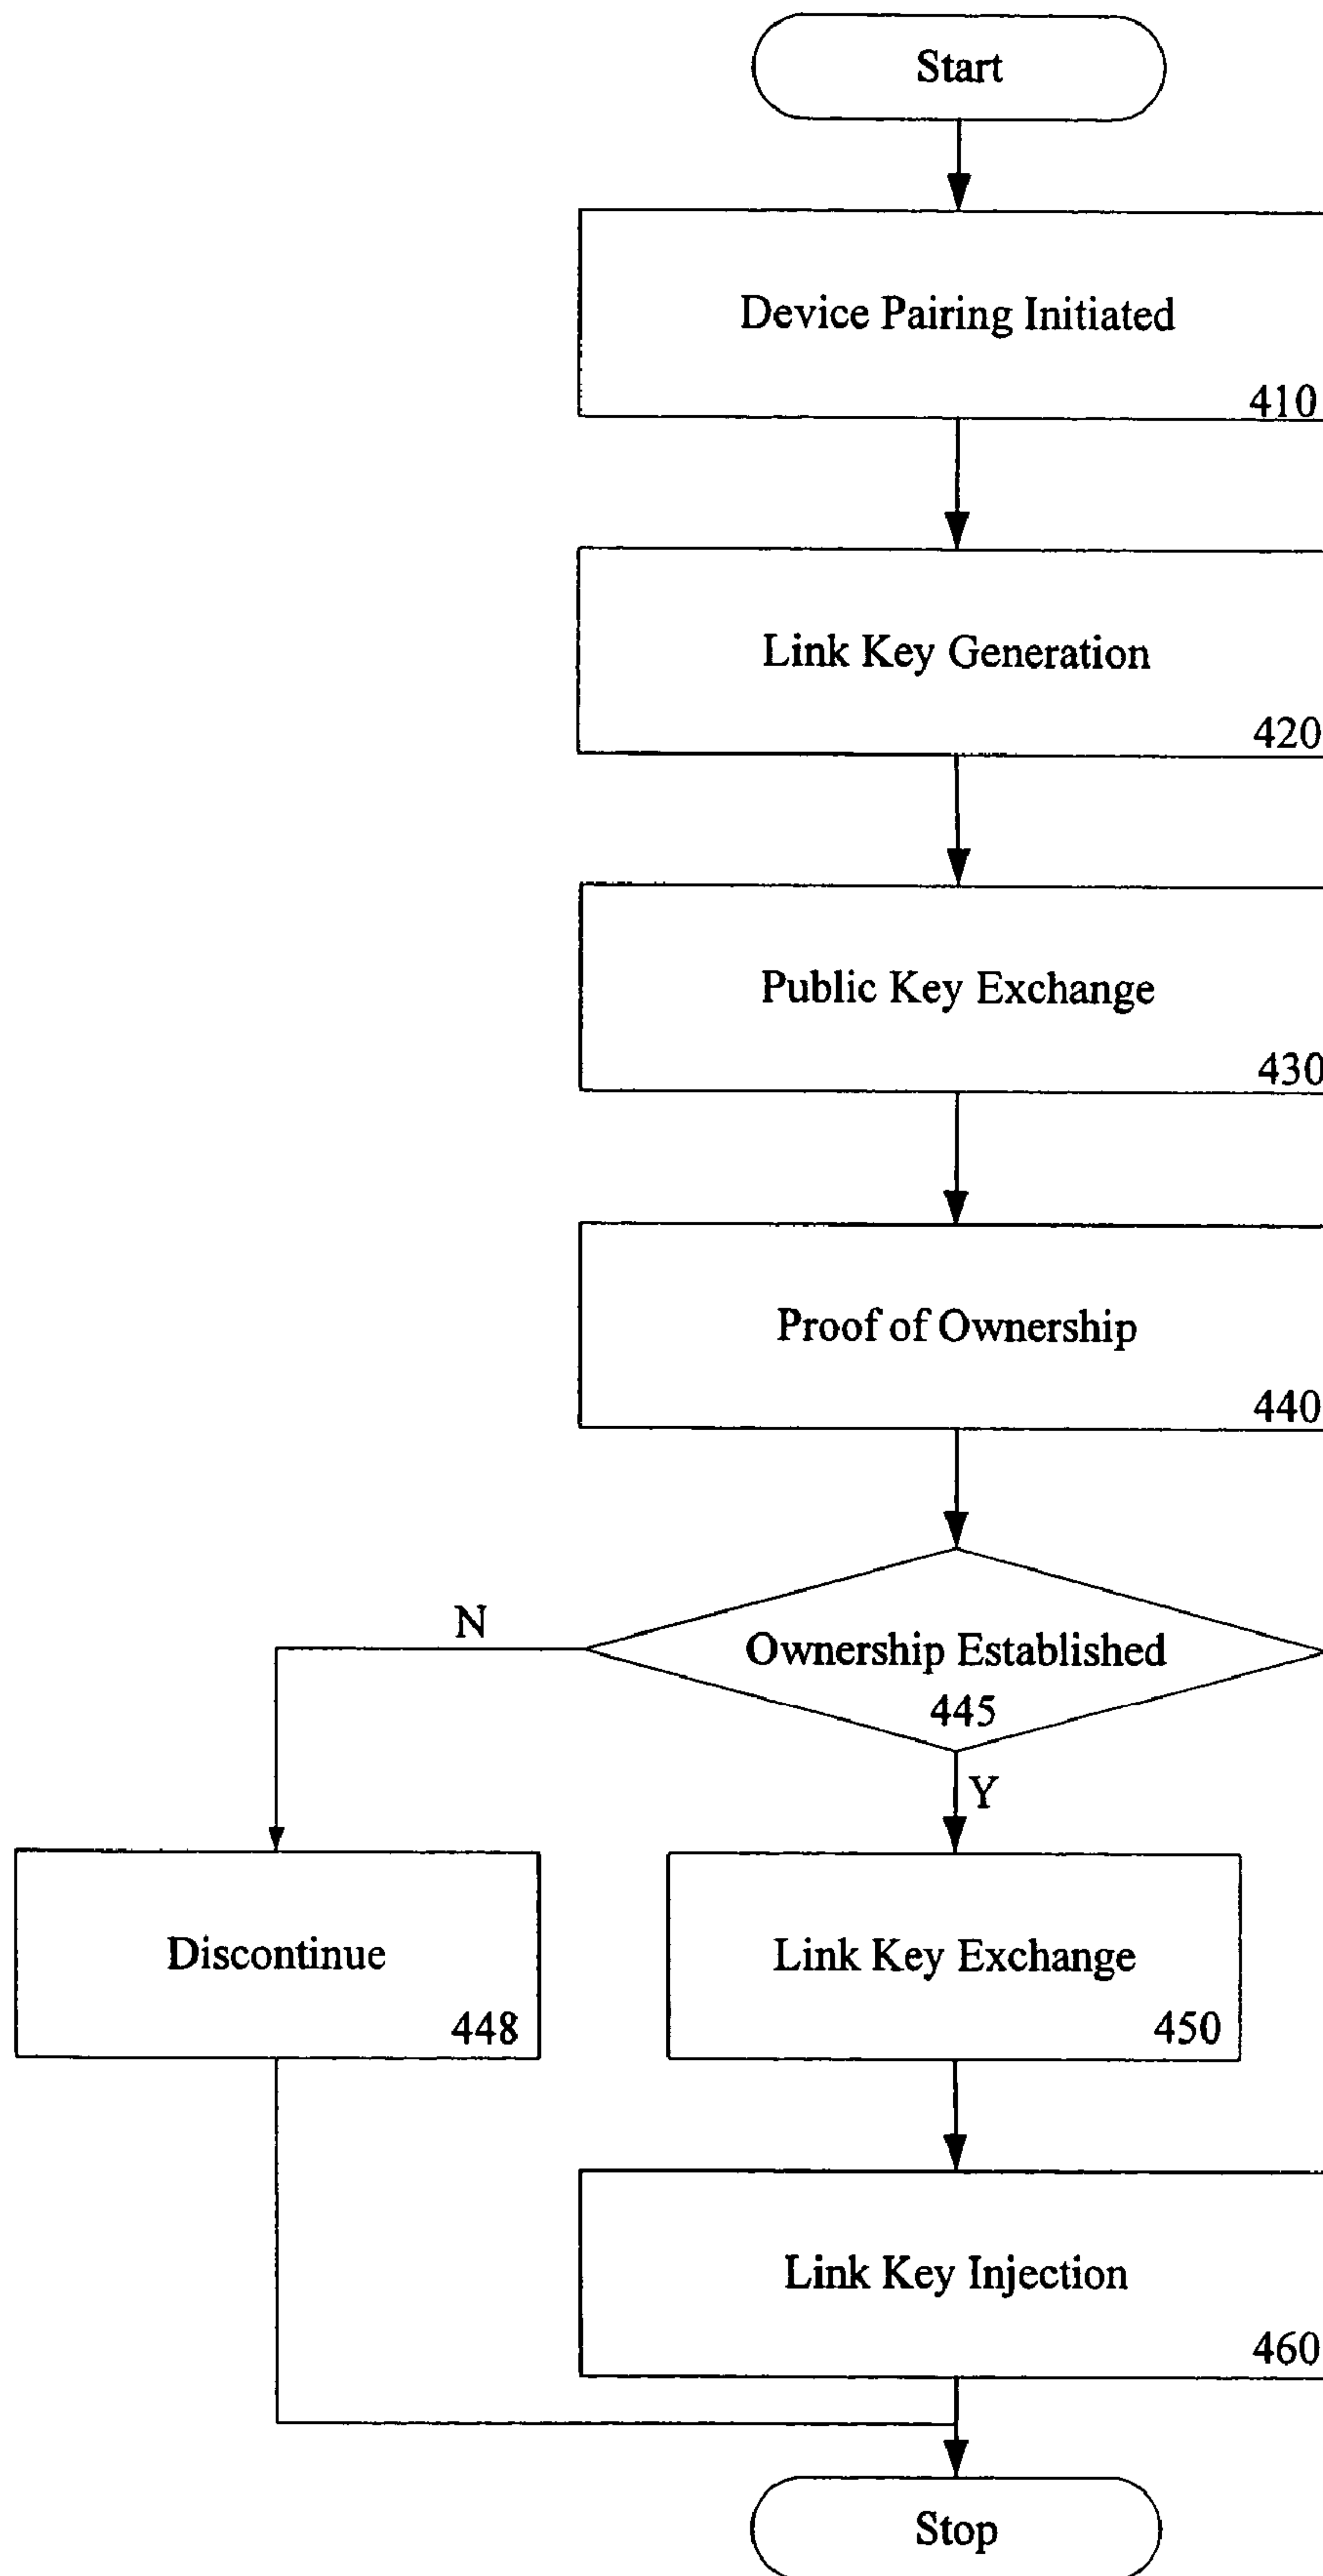 Start
Device Pairing Initiated
410
Link Key Generation
420
Public Key Exchange
430
Proof of Ownership
440
N
Ownership Established
445
Y
Discontinue
448
Link Key Exchange
450
Link Key Injection
460
Stop